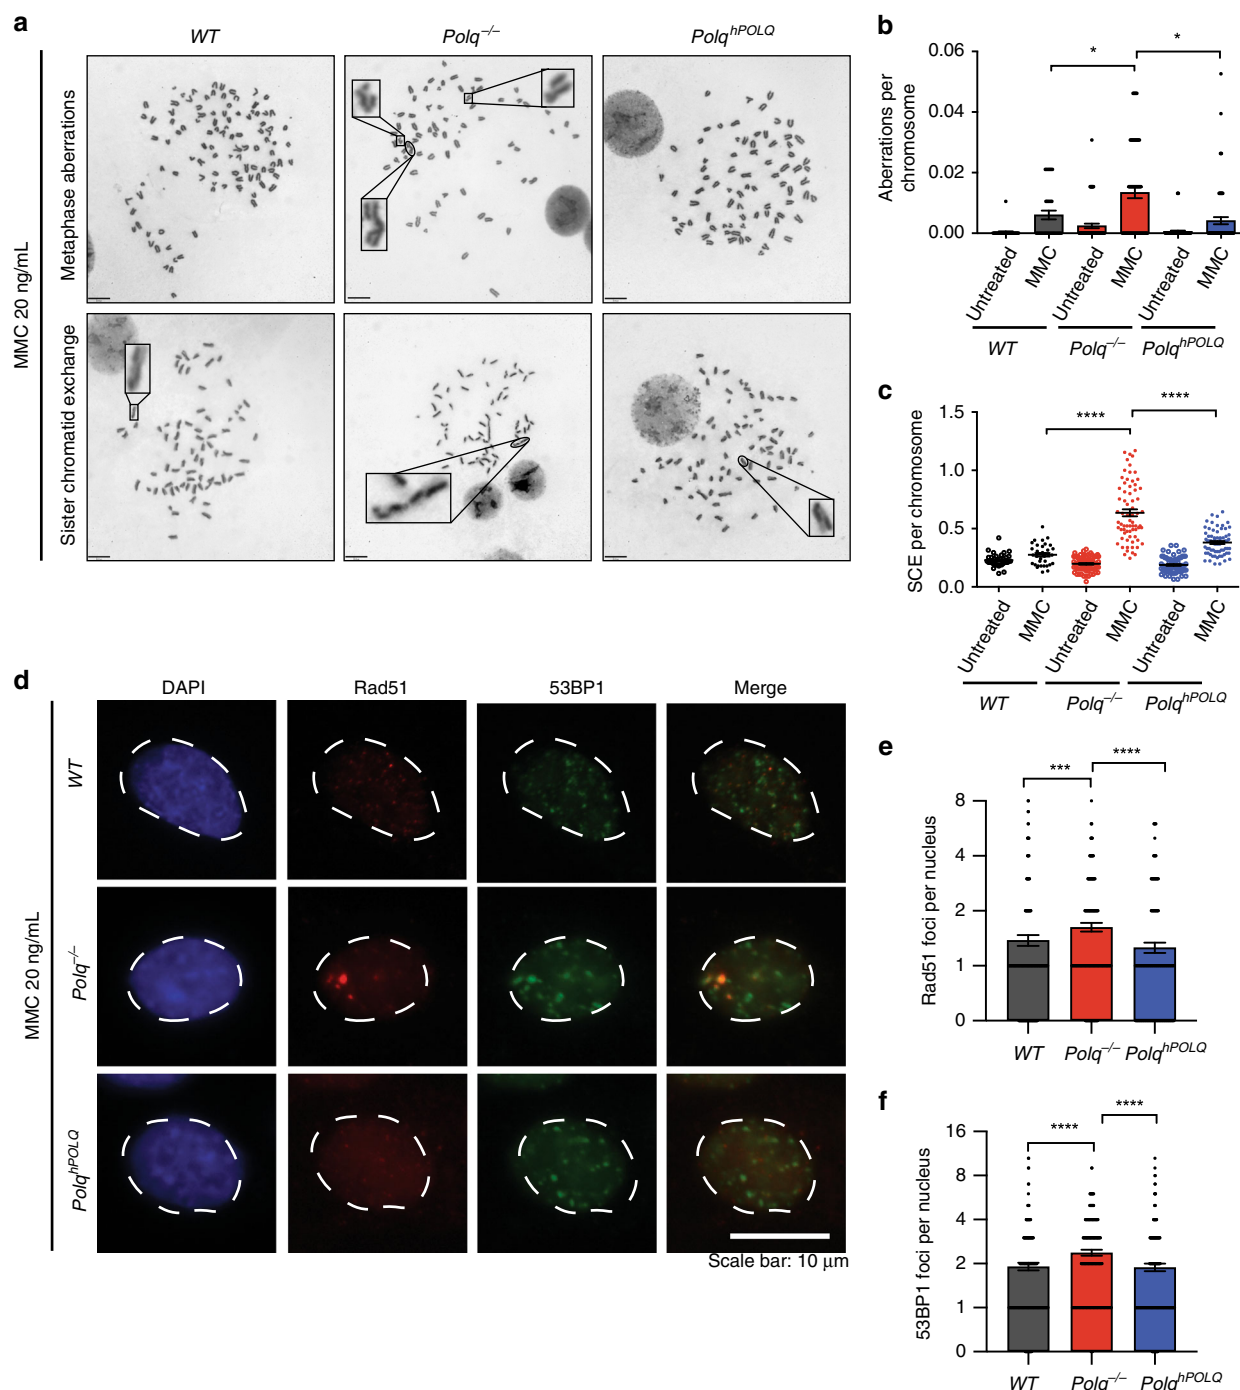 a
WT
Polq−/−
PolqhPOLQ
MMC 20 ng/mL
Metaphase aberrations
Sister chromatid exchange
b
Aberrations per
chromosome
0.06
0.04
0.02
0.00
*
*
Untreated
MMC
Untreated
MMC
Untreated
MMC
WT
Polq−/−
PolqhPOLQ
c
SCE per chromosome
1.5
1.0
0.5
0.0
****
****
Untreated
MMC
Untreated
MMC
Untreated
MMC
WT
Polq−/−
PolqhPOLQ
d
DAPI
Rad51
53BP1
Merge
MMC 20 ng/mL
WT
Polq−/−
PolqhPOLQ
Scale bar: 10 μm
e
Rad51 foci per nucleus
8
4
2
1
0
***
****
WT
Polq−/−
PolqhPOLQ
f
53BP1 foci per nucleus
16
8
4
2
1
0
****
****
WT
Polq−/−
PolqhPOLQ